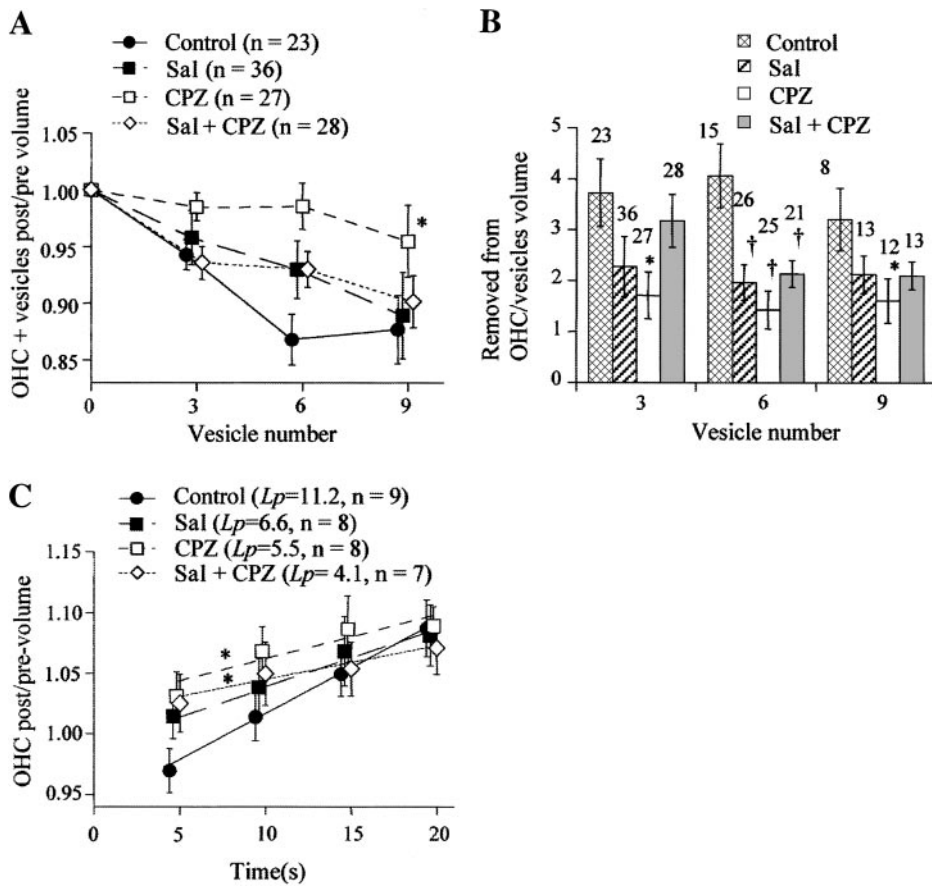 A
Control (n = 23)
Sal (n = 36)
CPZ (n = 27)
Sal + CPZ (n = 28)
OHC + vesicles post/pre volume
1.05
1.00
0.95
0.90
0.85
*
0 3 6 9
Vesicle number
B
Control
Sal
CPZ
Sal + CPZ
Removed from
OHC/vesicles volume
5
4
3
2
1
0
23 36 27 * 28
15 26 † 25 † 21 †
8 13 12 * 13
3 6 9
Vesicle number
C
Control (Lp=11.2, n = 9)
Sal (Lp=6.6, n = 8)
CPZ (Lp=5.5, n = 8)
Sal + CPZ (Lp= 4.1, n = 7)
OHC post/pre-volume
1.15
1.10
1.05
1.00
0.95
*
*
0 5 10 15 20
Time(s)